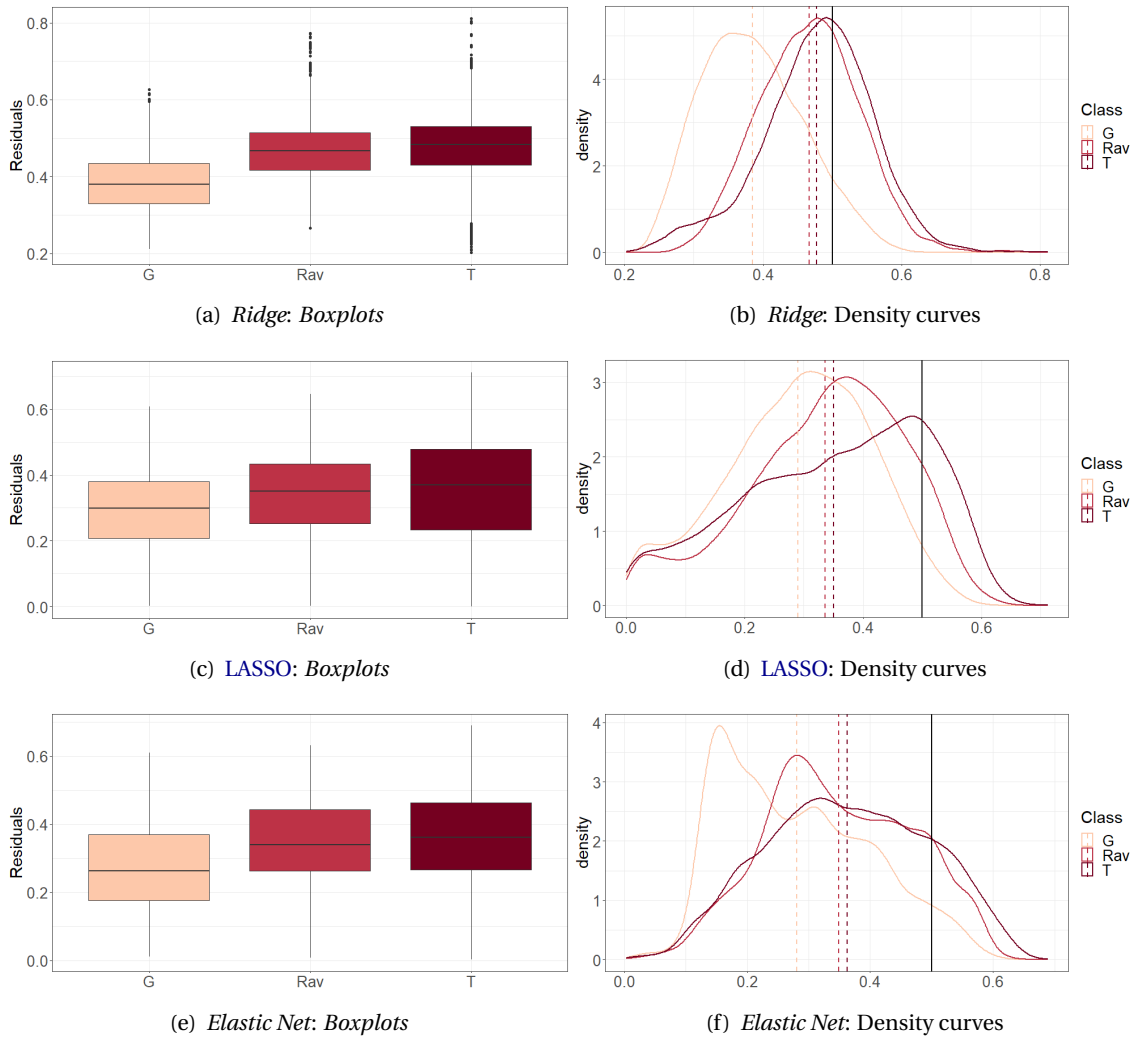 0.8
0.6
0.4
0.2
Residuals
G Rav T
(a) Ridge: Boxplots
4
2
0
density
0.2 0.4 0.6 0.8
Class
G
Rav
T
(b) Ridge: Density curves
0.6
0.4
0.2
0.0
Residuals
G Rav T
(c) LASSO: Boxplots
3
2
1
0
density
0.0 0.2 0.4 0.6
Class
G
Rav
T
(d) LASSO: Density curves
0.6
0.4
0.2
0.0
Residuals
G Rav T
(e) Elastic Net: Boxplots
4
3
2
1
0
density
0.0 0.2 0.4 0.6
Class
G
Rav
T
(f) Elastic Net: Density curves